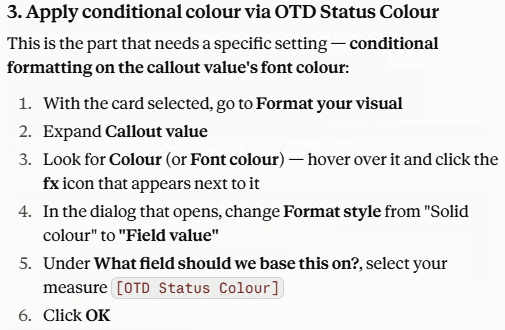 3. Apply conditional colour via OTD Status Colour
This is the part that needs a specific setting — conditional
formatting on the callout value's font colour:
1. With the card selected, go to Format your visual
2. Expand Callout value
3. Look for Colour (or Font colour) — hover over it and click the
fx icon that appears next to it
4. In the dialog that opens, change Format style from "Solid
colour" to "Field value"
5. Under What field should we base this on?, select your
measure [OTD Status Colour]
6. Click OK